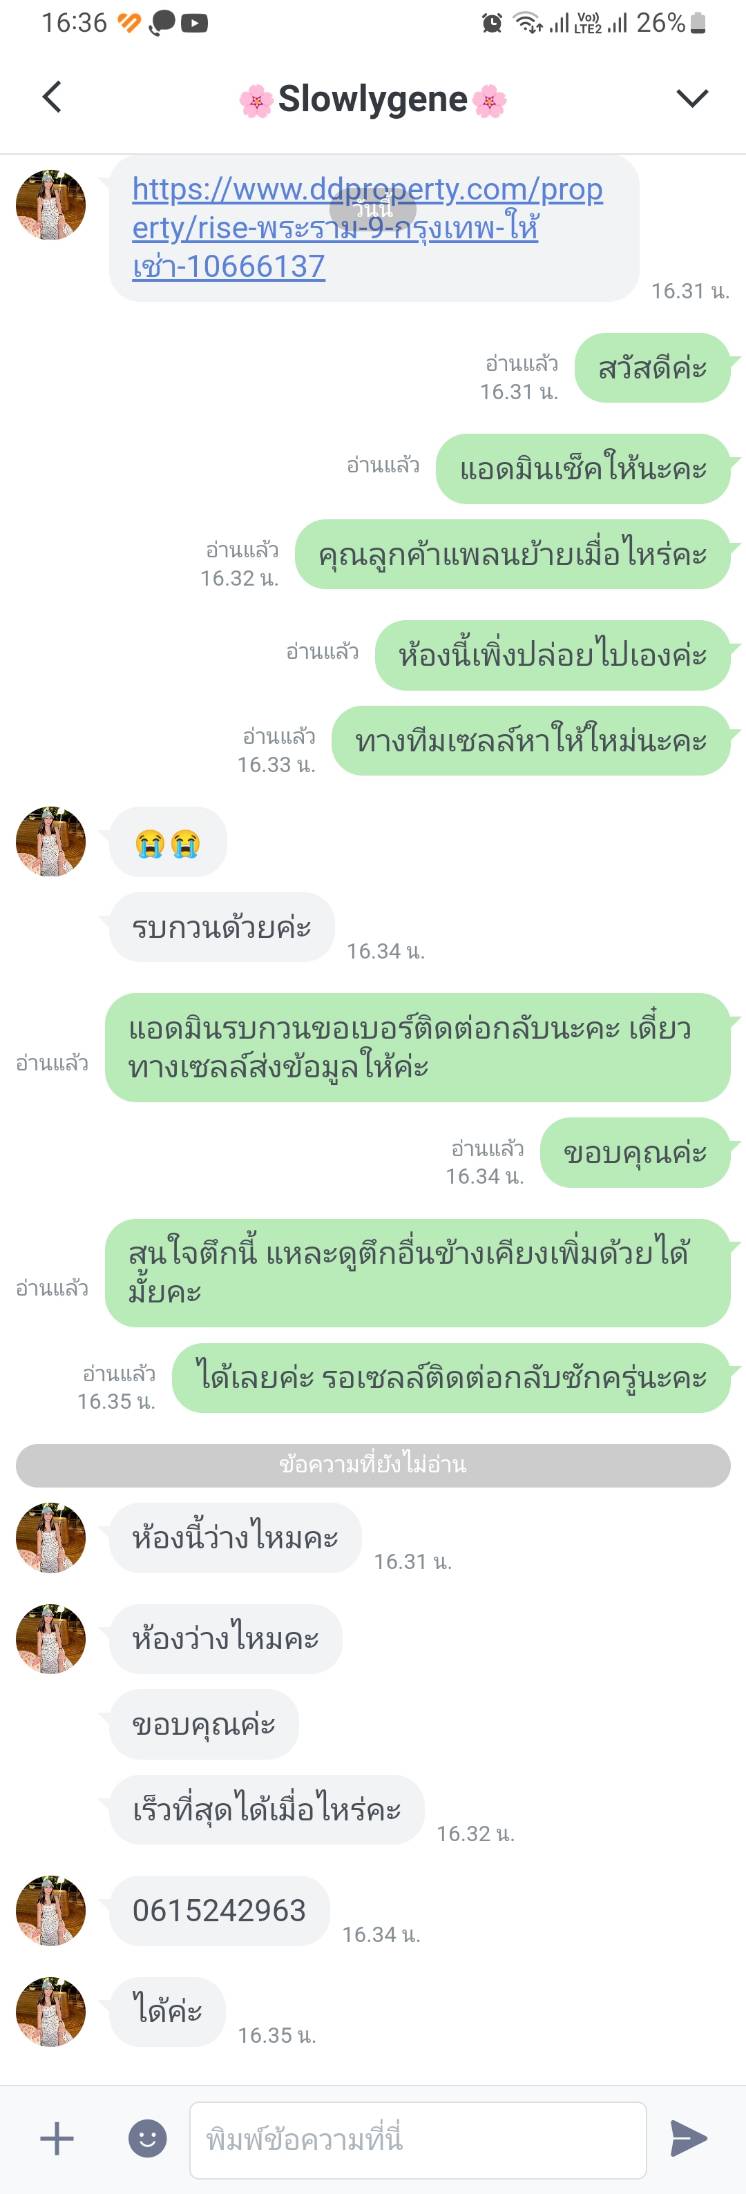 16:36
Vo)) LTE2 26%
🌸Slowlygene🌸
https://www.ddproperty.com/prop
วันนี้
erty/rise-พระราม-9-กรุงเทพ-ให้
เช่า-10666137
16.31 น.
อ่านแล้ว
16.31 น.
สวัสดีค่ะ
อ่านแล้ว
แอดมินเช็คให้นะคะ
อ่านแล้ว
16.32 น.
คุณลูกค้าแพลนย้ายเมื่อไหร่คะ
อ่านแล้ว
ห้องนี้เพิ่งปล่อยไปเองค่ะ
อ่านแล้ว
16.33 น.
ทางทีมเซลล์หาให้ใหม่นะคะ
😭😭
รบกวนด้วยค่ะ
16.34 น.
แอดมินรบกวนขอเบอร์ติดต่อกลับนะคะ เดี๋ยว
ทางเซลล์ส่งข้อมูลให้ค่ะ
อ่านแล้ว
อ่านแล้ว
16.34 น.
ขอบคุณค่ะ
สนใจตึกนี้ แหละดูตึกอื่นข้างเคียงเพิ่มด้วยได้
มั้ยคะ
อ่านแล้ว
อ่านแล้ว
16.35 น.
ได้เลยค่ะ รอเซลล์ติดต่อกลับซักครู่นะคะ
ข้อความที่ยังไม่อ่าน
ห้องนี้ว่างไหมคะ
16.31 น.
ห้องว่างไหมคะ
ขอบคุณค่ะ
เร็วที่สุดได้เมื่อไหร่คะ
16.32 น.
0615242963
16.34 น.
ได้ค่ะ
16.35 น.
พิมพ์ข้อความที่นี่